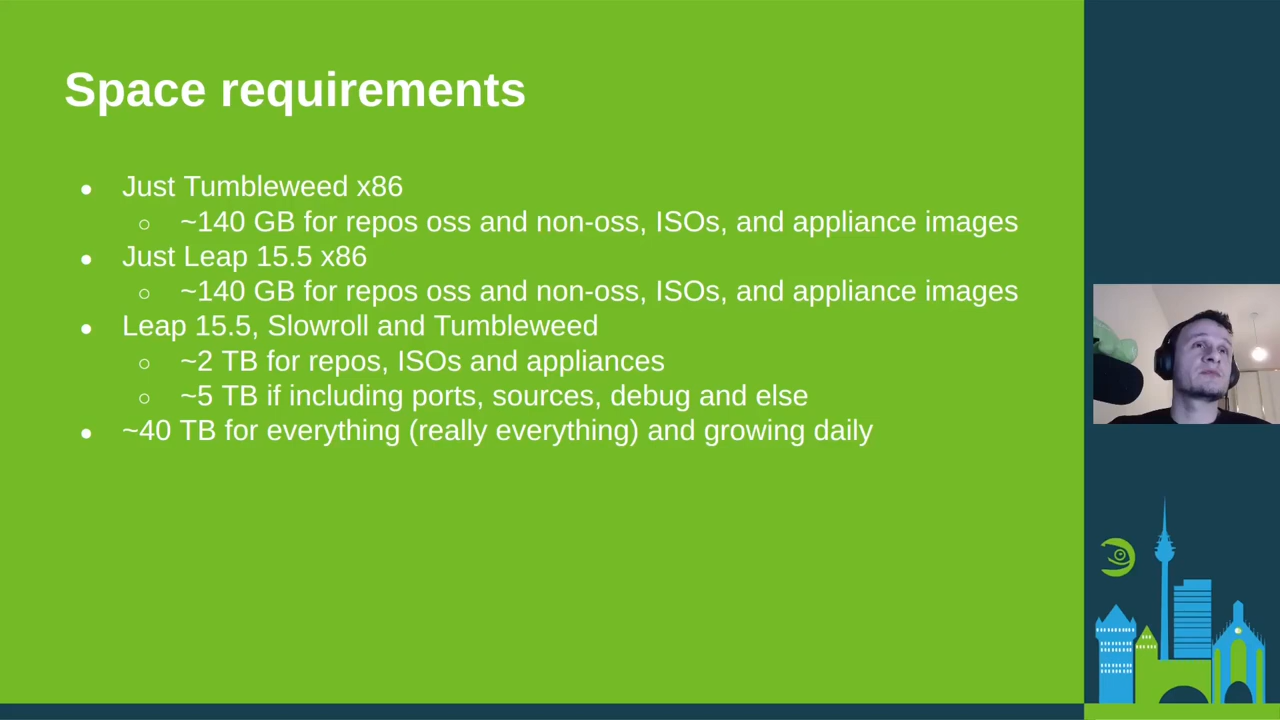 Space requirements
● Just Tumbleweed x86
○ ~140 GB for repos oss and non-oss, ISOs, and appliance images
● Just Leap 15.5 x86
○ ~140 GB for repos oss and non-oss, ISOs, and appliance images
● Leap 15.5, Slowroll and Tumbleweed
○ ~2 TB for repos, ISOs and appliances
○ ~5 TB if including ports, sources, debug and else
● ~40 TB for everything (really everything) and growing daily